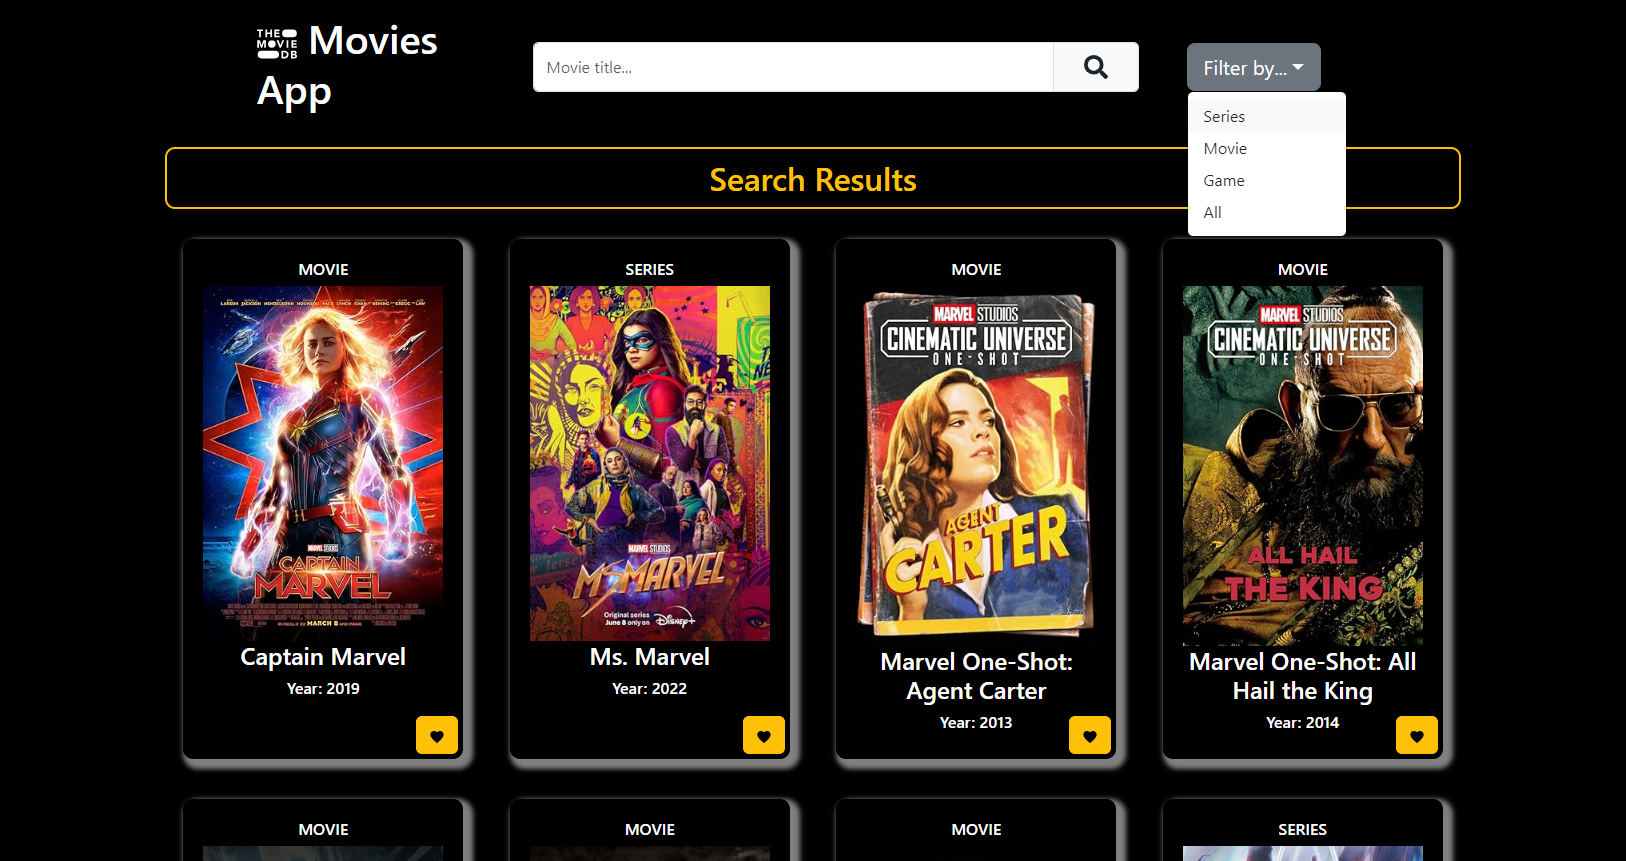 THE
MOVIE
DB
Movies
App
Movie title...
Filter by...
Series
Movie
Game
All
Search Results
MOVIE
CAPTAIN
MARVEL
MARCH 8
Captain Marvel
Year: 2019
SERIES
MARVEL STUDIOS
MS. MARVEL
Original series
June 8 only on Disney+
Ms. Marvel
Year: 2022
MOVIE
MARVEL STUDIOS
CINEMATIC UNIVERSE
ONE-SHOT
AGENT
CARTER
Marvel One-Shot:
Agent Carter
Year: 2013
MOVIE
MARVEL STUDIOS
CINEMATIC UNIVERSE
ONE-SHOT
ALL HAIL
THE KING
Marvel One-Shot: All
Hail the King
Year: 2014
MOVIE
MOVIE
MOVIE
SERIES